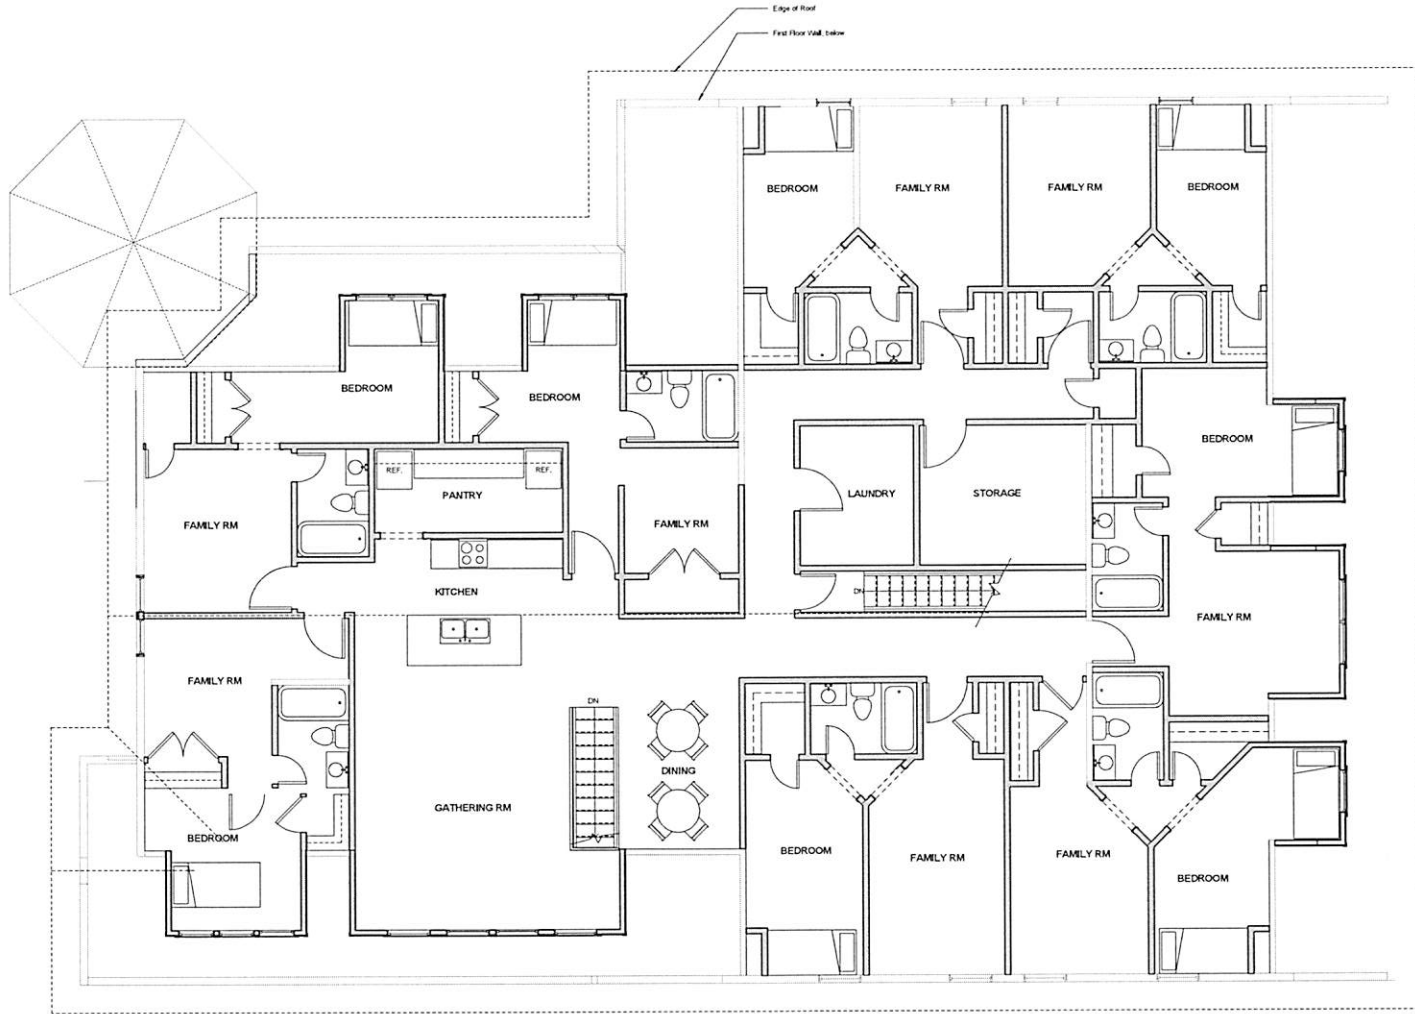 Edge of Roof
First Floor Wall, below
BEDROOM
FAMILY RM
FAMILY RM
BEDROOM
BEDROOM
BEDROOM
BEDROOM
REF.
PANTRY
REF.
LAUNDRY
STORAGE
FAMILY RM
FAMILY RM
KITCHEN
DN
FAMILY RM
FAMILY RM
DN
DINING
GATHERING RM
BEDROOM
BEDROOM
FAMILY RM
FAMILY RM
BEDROOM